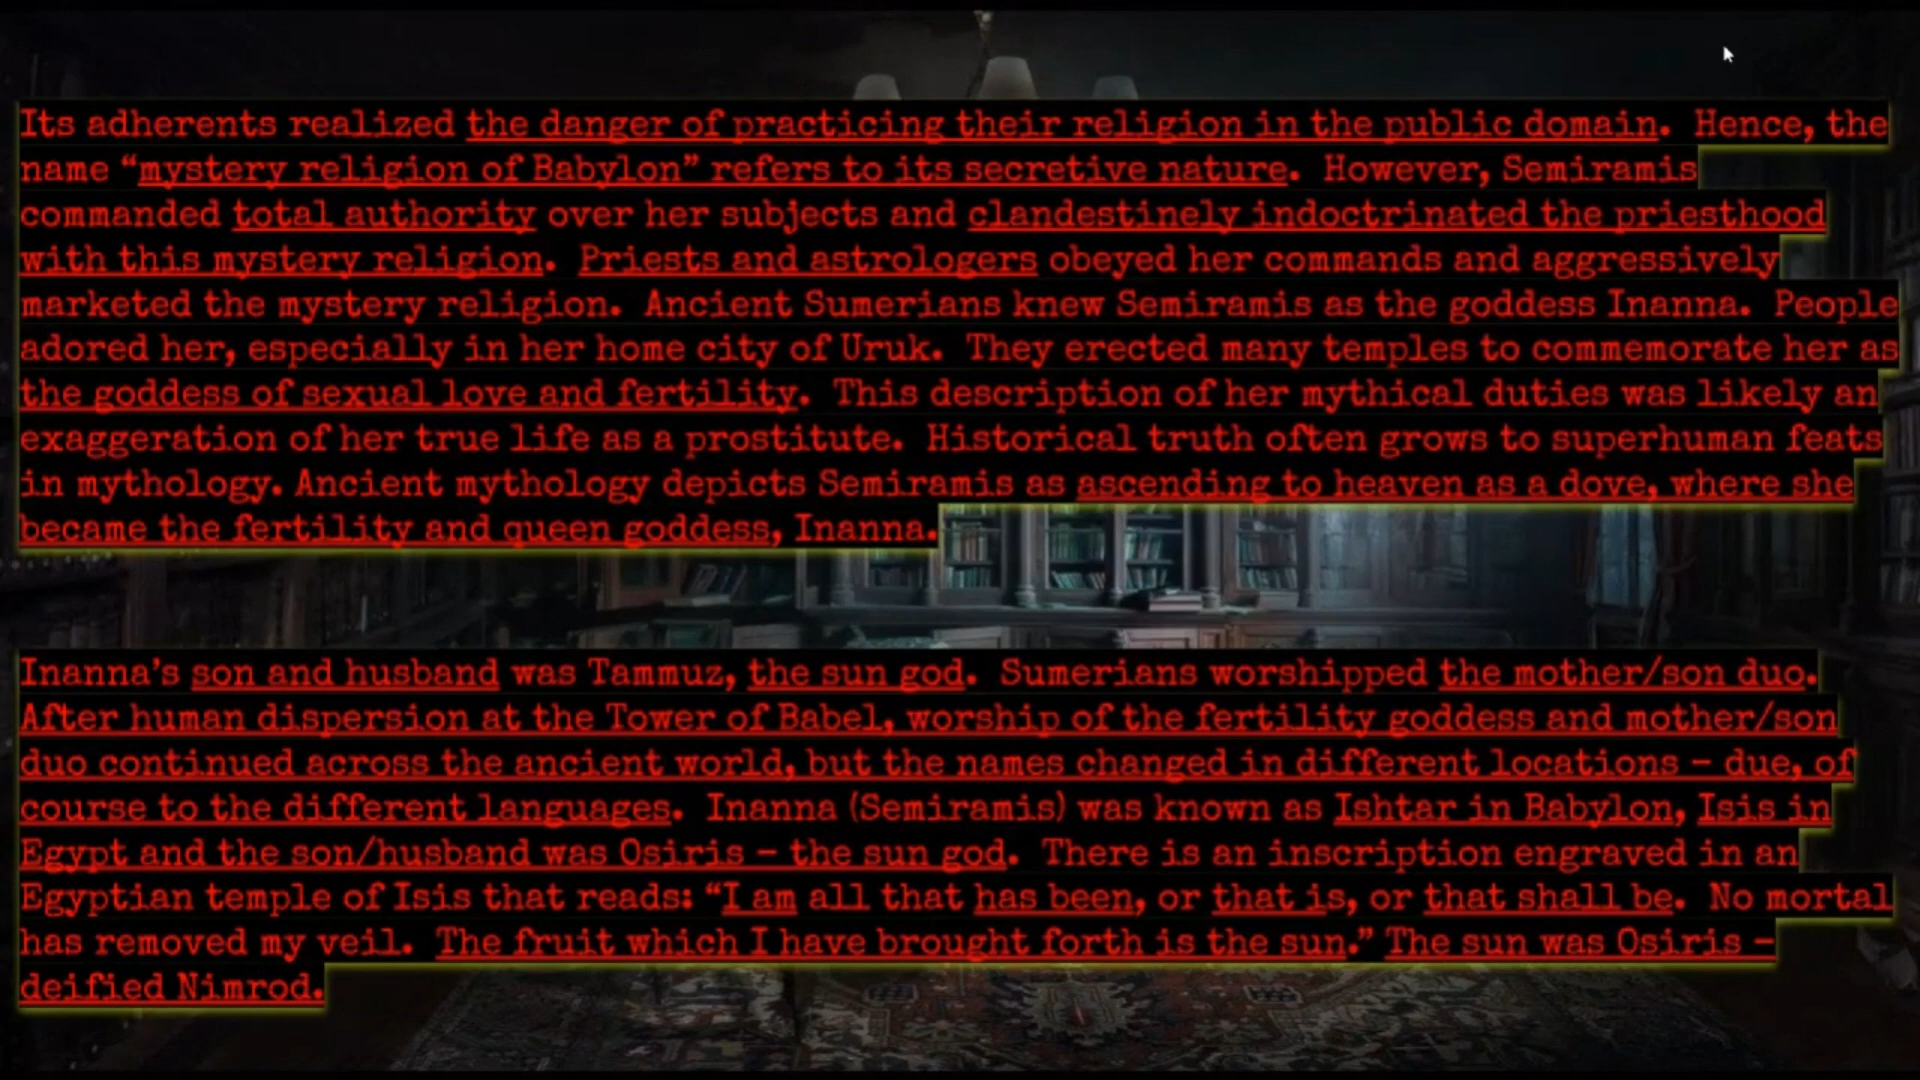 Its adherents realized the danger of practicing their religion in the public domain.  Hence, the
name “mystery religion of Babylon” refers to its secretive nature.  However, Semiramis
commanded total authority over her subjects and clandestinely indoctrinated the priesthood
with this mystery religion.  Priests and astrologers obeyed her commands and aggressively
marketed the mystery religion.  Ancient Sumerians knew Semiramis as the goddess Inanna.  People
adored her, especially in her home city of Uruk.  They erected many temples to commemorate her as
the goddess of sexual love and fertility.  This description of her mythical duties was likely an
exaggeration of her true life as a prostitute.  Historical truth often grows to superhuman feats
in mythology. Ancient mythology depicts Semiramis as ascending to heaven as a dove, where she
became the fertility and queen goddess, Inanna.
Inanna’s son and husband was Tammuz, the sun god.  Sumerians worshipped the mother/son duo.
After human dispersion at the Tower of Babel, worship of the fertility goddess and mother/son
duo continued across the ancient world, but the names changed in different locations – due, of
course to the different languages.  Inanna (Semiramis) was known as Ishtar in Babylon, Isis in
Egypt and the son/husband was Osiris – the sun god.  There is an inscription engraved in an
Egyptian temple of Isis that reads: “I am all that has been, or that is, or that shall be.  No mortal
has removed my veil.  The fruit which I have brought forth is the sun.” The sun was Osiris –
deified Nimrod.